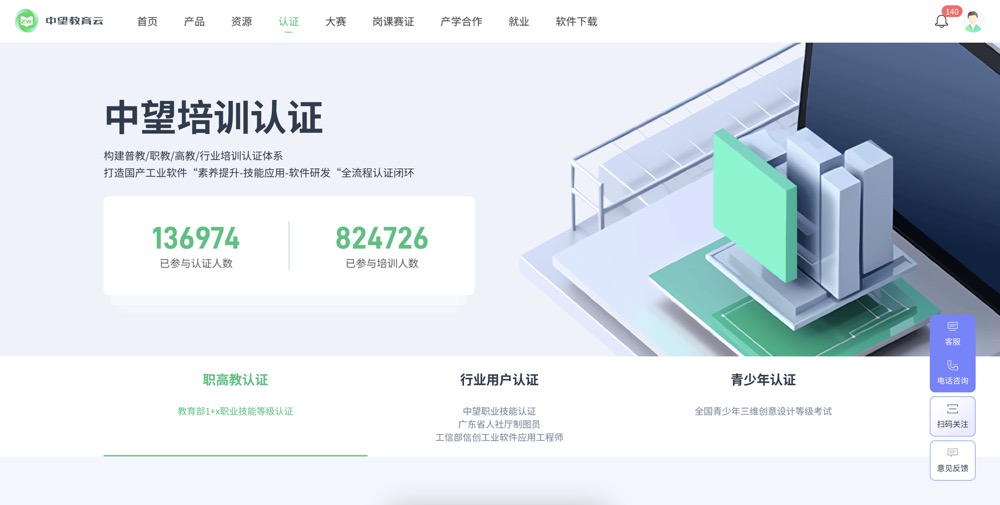 中望教育云
首页 产品 资源 认证 大赛 岗课赛证 产学合作 就业 软件下载
140
中望培训认证
构建普教/职教/高教/行业培训认证体系
打造国产工业软件“素养提升-技能应用-软件研发“全流程认证闭环
136974
已参与认证人数
824726
已参与培训人数
客服
电话咨询
扫码关注
意见反馈
职高教认证
教育部1+x职业技能等级认证
行业用户认证
中望职业技能认证
广东省人社厅制图员
工信部信创工业软件应用工程师
青少年认证
全国青少年三维创意设计等级考试